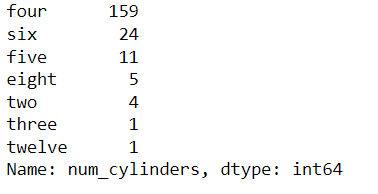 four 159
six 24
five 11
eight 5
two 4
three 1
twelve 1
Name: num_cylinders, dtype: int64